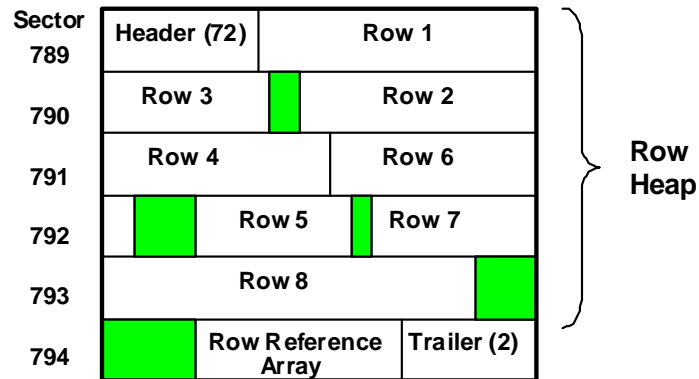 Sector
789
Header (72)
Row 1
790
Row 3
Row 2
791
Row 4
Row 6
792
Row 5
Row 7
793
Row 8
794
Row Reference
Array
Trailer (2)
Row
Heap